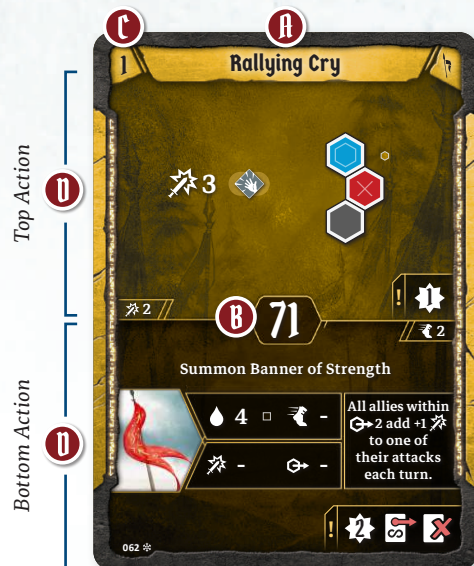 C
A
1
Rallying Cry
Top Action
D
3
1
2
B
71
2
Summon Banner of Strength
Bottom Action
D
4
-
-
-
All allies within
2 add +1
to one of
their attacks
each turn.
! 2
062